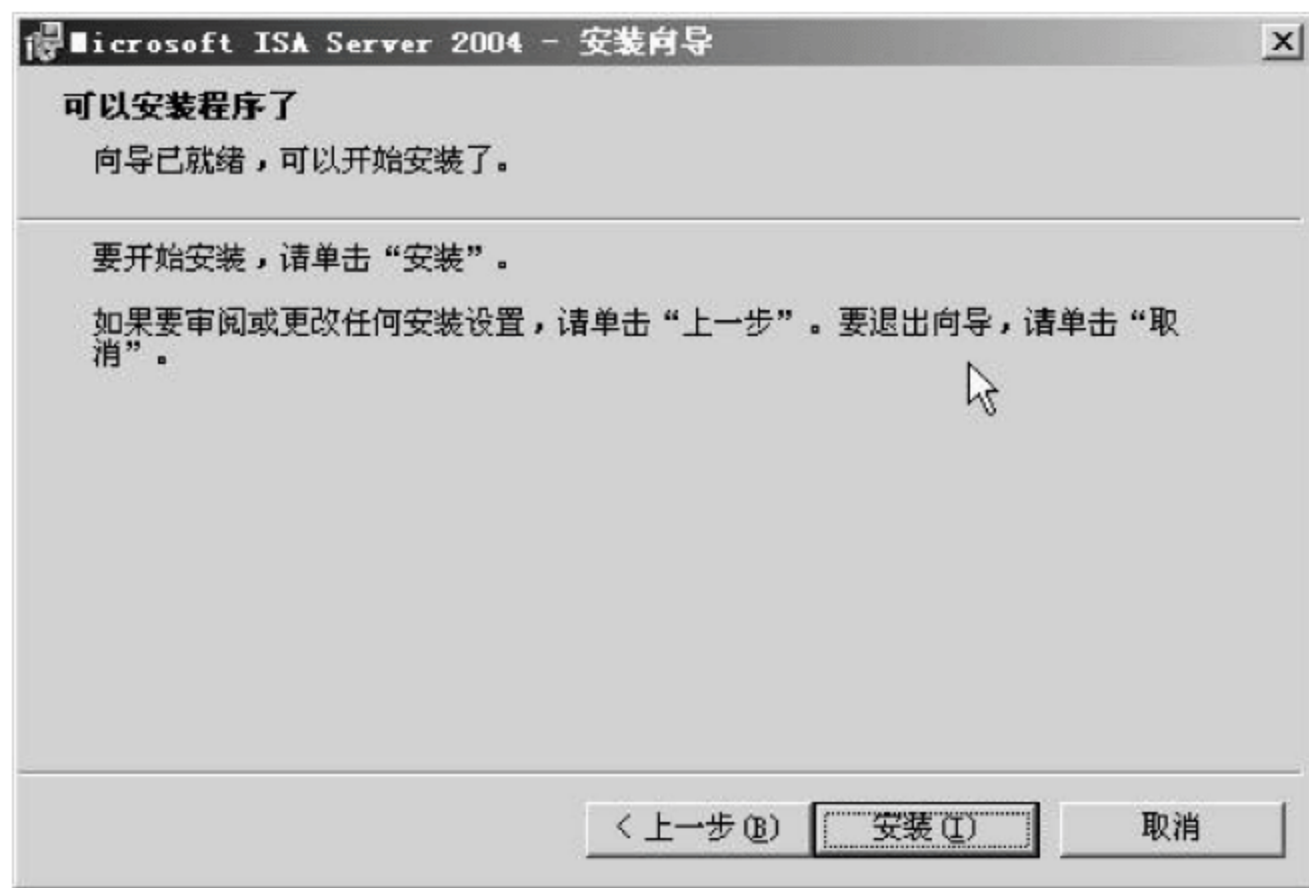 Microsoft ISA Server 2004 - 安装向导
可以安装程序了
向导已就绪，可以开始安装了。
要开始安装，请单击“安装”。
如果要审阅或更改任何安装设置，请单击“上一步”。要退出向导，请单击“取
消”。
< 上一步(B)
安装(I)
取消